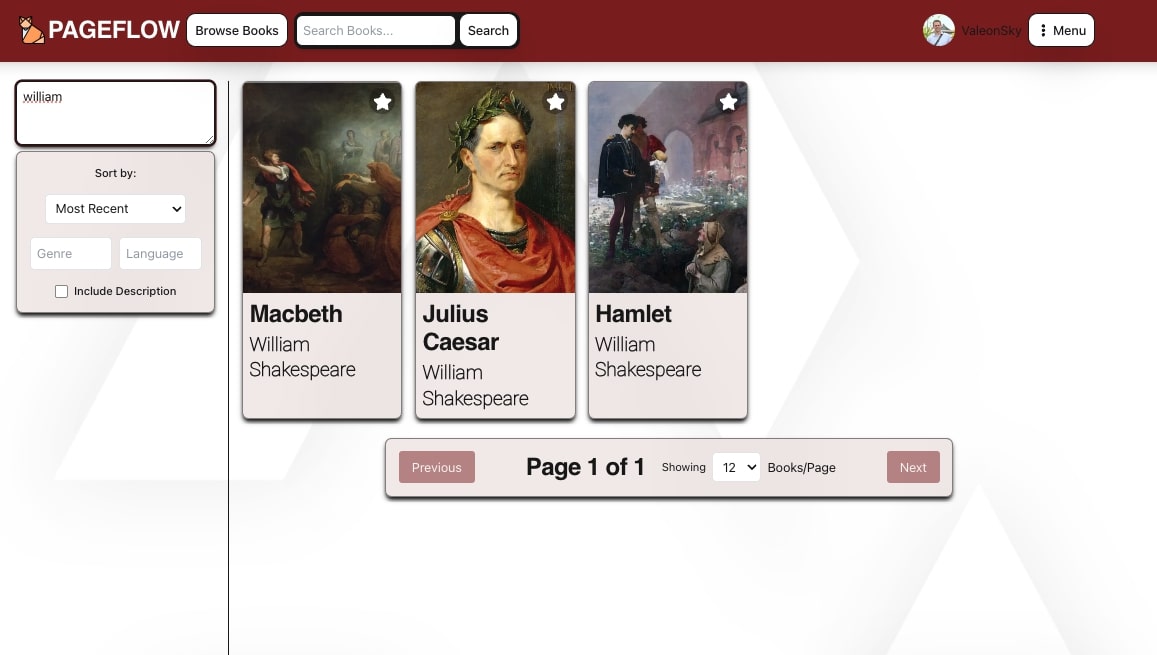 PAGEFLOW
Browse Books
Search Books...
Search
ValeonSky
Menu
william
Sort by:
Most Recent
Genre
Language
Include Description
Macbeth
William
Shakespeare
Julius
Caesar
William
Shakespeare
Hamlet
William
Shakespeare
Previous
Page 1 of 1
Showing
12
Books/Page
Next